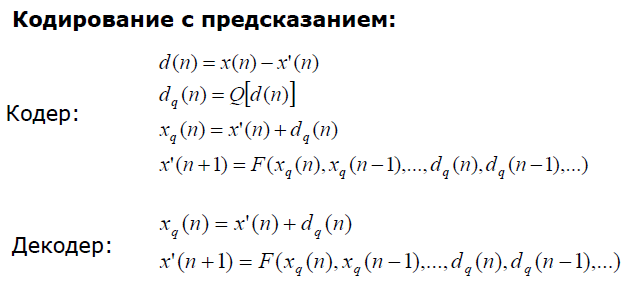 Кодирование с предсказанием:
Кодер:
d(n) = x(n) − x'(n)
d_q(n) = Q[d(n)]
x_q(n) = x'(n) + d_q(n)
x'(n+1) = F(x_q(n), x_q(n−1),..., d_q(n), d_q(n−1),...)
Декодер:
x_q(n) = x'(n) + d_q(n)
x'(n+1) = F(x_q(n), x_q(n−1),..., d_q(n), d_q(n−1),...)